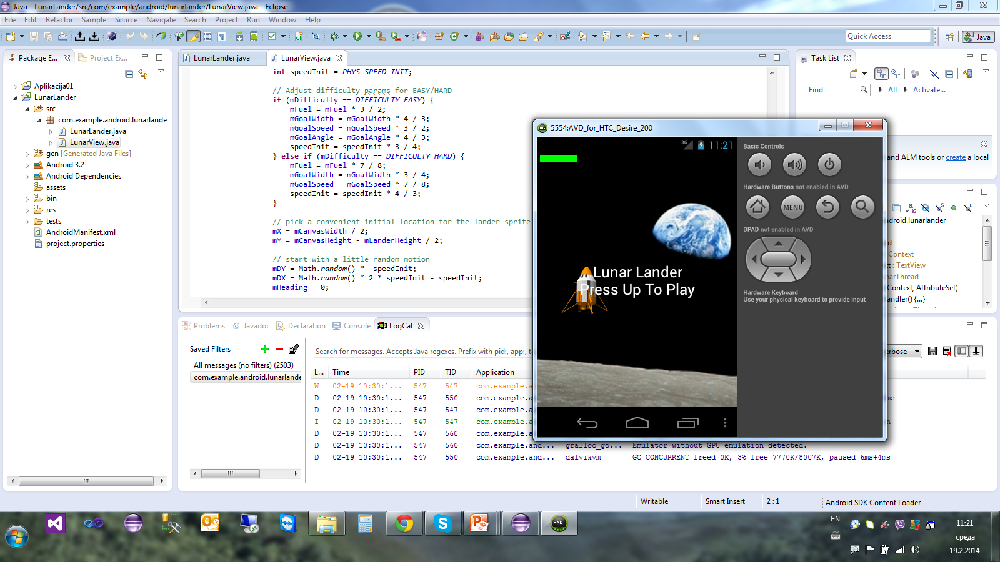 Java - LunarLander/src/com/example/android/lunarlander/LunarView.java - Eclipse
File Edit Refactor Sample Source Navigate Search Project Run Window Help
Quick Access
Java
Package E...
Project Ex...
Aplikacija01
LunarLander
src
com.example.android.lunarlande
LunarLander.java
LunarView.java
gen [Generated Java Files]
Android 3.2
Android Dependencies
assets
bin
res
tests
AndroidManifest.xml
project.properties
LunarLander.java
LunarView.java
int speedInit = PHYS_SPEED_INIT;
// Adjust difficulty params for EASY/HARD
if (mDifficulty == DIFFICULTY_EASY) {
mFuel = mFuel * 3 / 2;
mGoalWidth = mGoalWidth * 4 / 3;
mGoalSpeed = mGoalSpeed * 3 / 2;
mGoalAngle = mGoalAngle * 4 / 3;
speedInit = speedInit * 3 / 4;
} else if (mDifficulty == DIFFICULTY_HARD) {
mFuel = mFuel * 7 / 8;
mGoalWidth = mGoalWidth * 3 / 4;
mGoalSpeed = mGoalSpeed * 7 / 8;
speedInit = speedInit * 4 / 3;
}
// pick a convenient initial location for the lander sprite
mX = mCanvasWidth / 2;
mY = mCanvasHeight - mLanderHeight / 2;
// start with a little random motion
mDY = Math.random() * -speedInit;
mDX = Math.random() * 2 * speedInit - speedInit;
mHeading = 0;
Task List
Find
All
Activate...
and ALM tools or create a local
droid.lunarlander
d
Context
t : TextView
narThread
Context, AttributeSet)
andler() {...}
5554:AVD_for_HTC_Desire_200
3G 11:21
Lunar Lander
Press Up To Play
Basic Controls
Hardware Buttons not enabled in AVD
MENU
DPAD not enabled in AVD
Hardware Keyboard
Use your physical keyboard to provide input
Problems
@ Javadoc
Declaration
Console
LogCat
Saved Filters
All messages (no filters) (2503)
com.example.android.lunarlande
Search for messages. Accepts Java regexes. Prefix with pid:, app:, ta
rbose
L... Time PID TID Application
W 02-19 10:30:1... 547 547 com.example.a
D 02-19 10:30:1... 547 550 com.example.a ms
D 02-19 10:30:1... 547 550 com.example.a
I 02-19 10:30:1... 547 547 com.example.a n
D 02-19 10:30:1... 547 560 com.example.a
D 02-19 10:30:1... 547 560 com.example.and... gralloc_go... Emulator without GPU emulation detected.
D 02-19 10:30:1... 547 550 com.example.and... dalvikvm GC_CONCURRENT freed 0K, 3% free 7770K/8007K, paused 6ms+4ms
Writable
Smart Insert
2 : 1
Android SDK Content Loader
EN
11:21
среда
19.2.2014